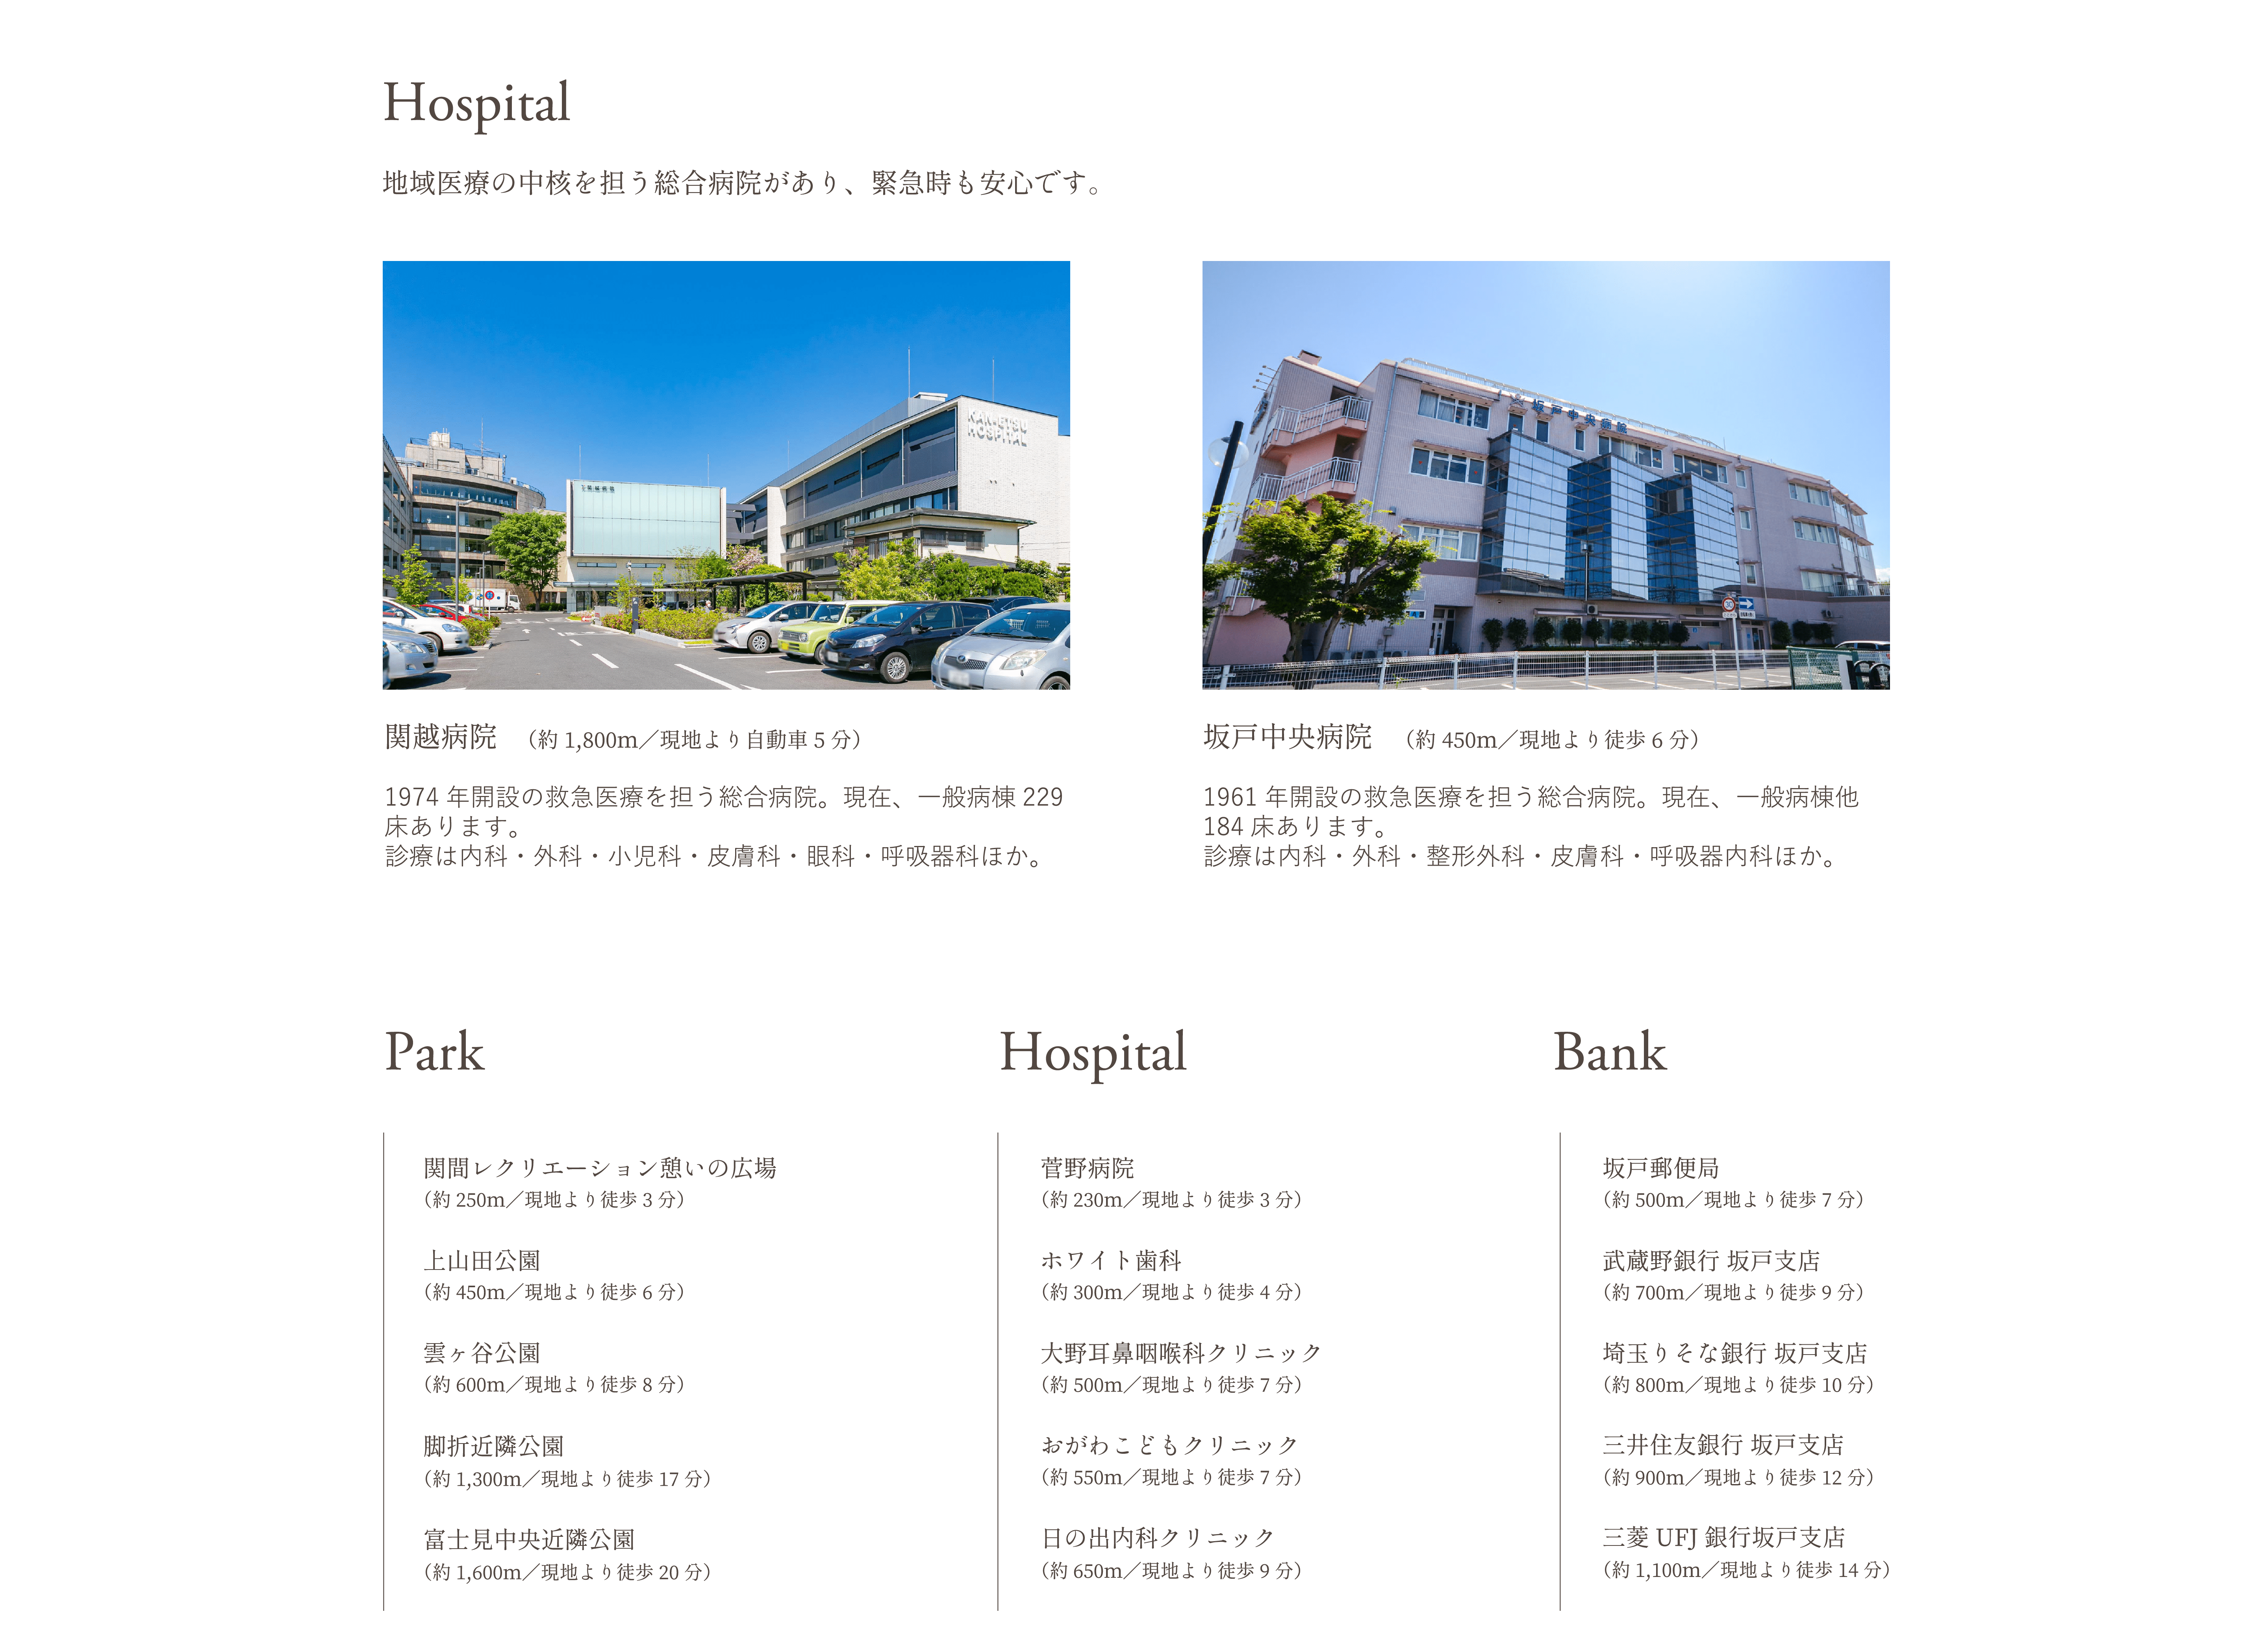 Hospital
地域医療の中核を担う総合病院があり、緊急時も安心です。
KAN-ETSU
HOSPITAL
関越病院
坂戸中央病院
関越病院 （約 1,800m／現地より自動車 5 分）
1974 年開設の救急医療を担う総合病院。現在、一般病棟 229
床あります。
診療は内科・外科・小児科・皮膚科・眼科・呼吸器科ほか。
坂戸中央病院 （約 450m／現地より徒歩 6 分）
1961 年開設の救急医療を担う総合病院。現在、一般病棟他
184 床あります。
診療は内科・外科・整形外科・皮膚科・呼吸器内科ほか。
Park
関間レクリエーション憩いの広場
（約 250m／現地より徒歩 3 分）
上山田公園
（約 450m／現地より徒歩 6 分）
雲ヶ谷公園
（約 600m／現地より徒歩 8 分）
脚折近隣公園
（約 1,300m／現地より徒歩 17 分）
富士見中央近隣公園
（約 1,600m／現地より徒歩 20 分）
Hospital
菅野病院
（約 230m／現地より徒歩 3 分）
ホワイト歯科
（約 300m／現地より徒歩 4 分）
大野耳鼻咽喉科クリニック
（約 500m／現地より徒歩 7 分）
おがわこどもクリニック
（約 550m／現地より徒歩 7 分）
日の出内科クリニック
（約 650m／現地より徒歩 9 分）
Bank
坂戸郵便局
（約 500m／現地より徒歩 7 分）
武蔵野銀行 坂戸支店
（約 700m／現地より徒歩 9 分）
埼玉りそな銀行 坂戸支店
（約 800m／現地より徒歩 10 分）
三井住友銀行 坂戸支店
（約 900m／現地より徒歩 12 分）
三菱 UFJ 銀行坂戸支店
（約 1,100m／現地より徒歩 14 分）